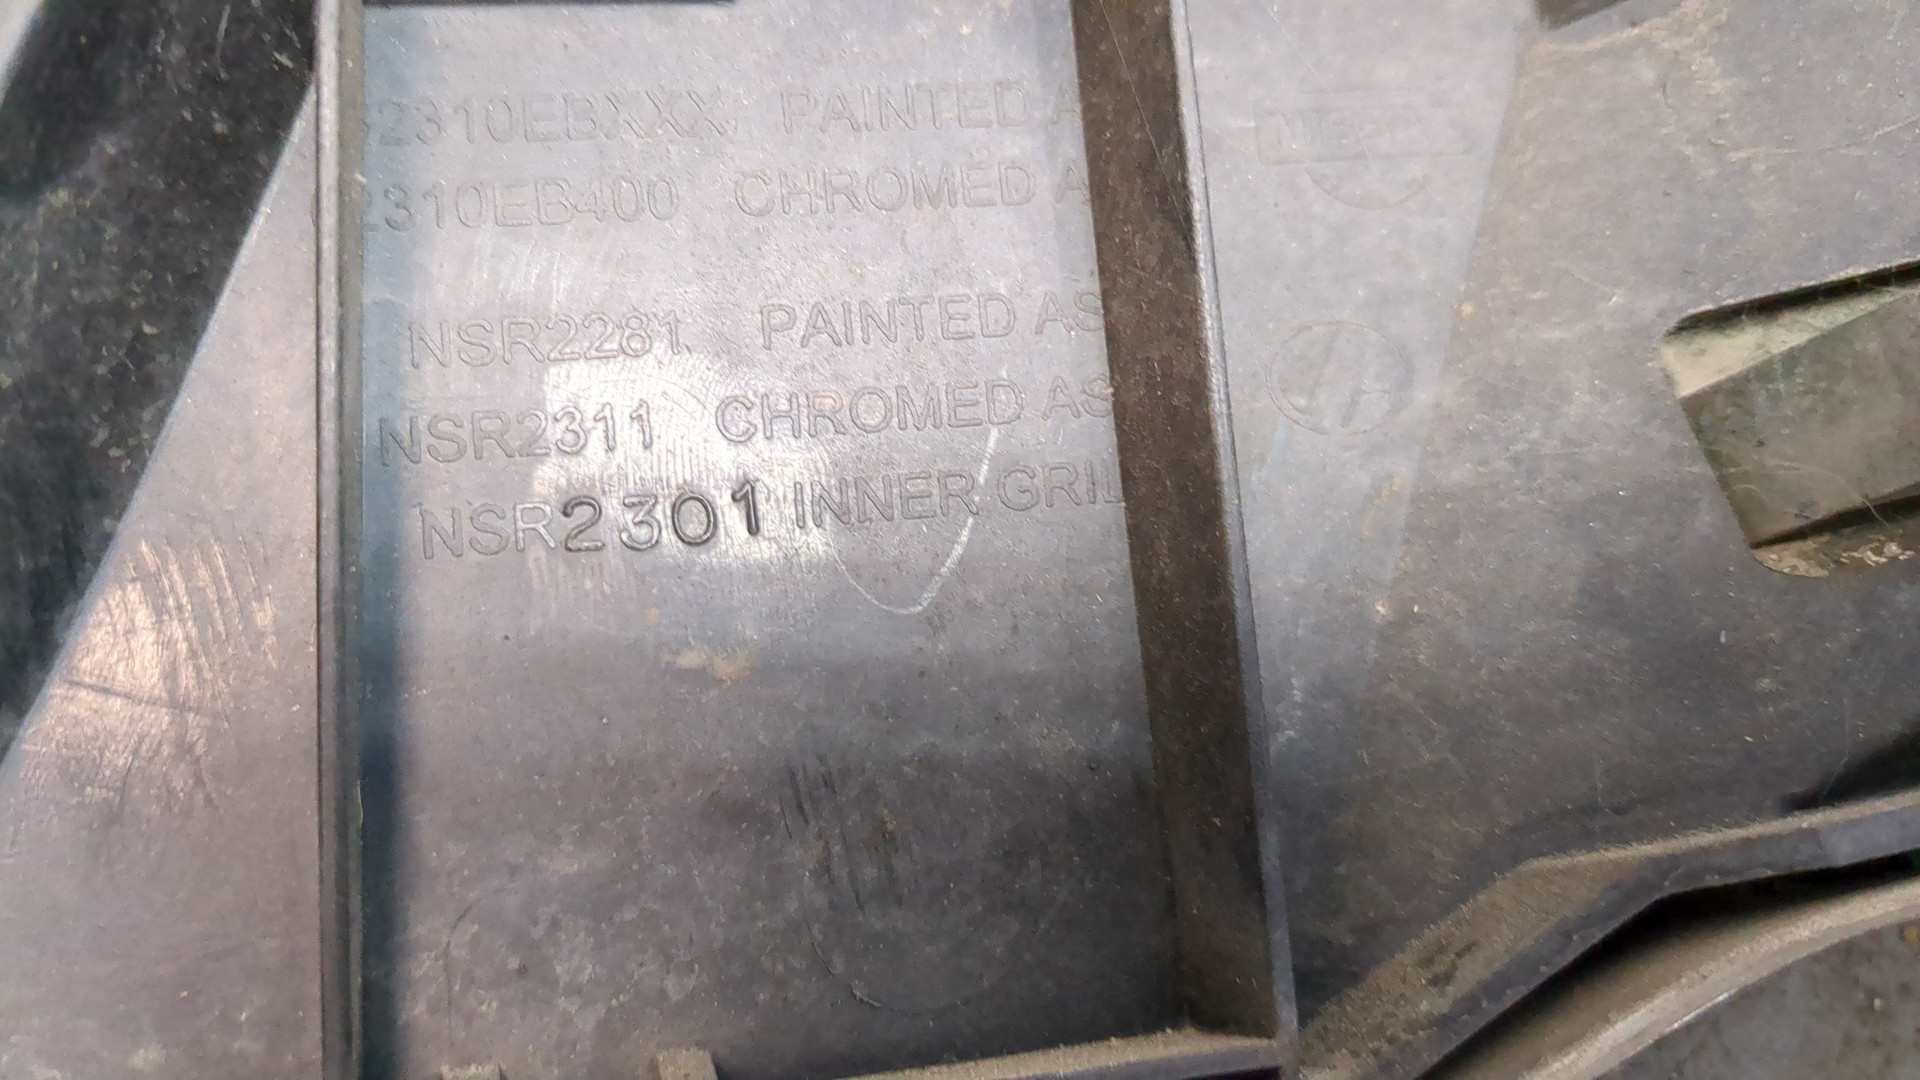 2310EBXXX PAINTED A
2310EB400 CHROMED A
NSR2281 PAINTED AS
NSR2311 CHROMED AS
NSR2301 INNER GRIL